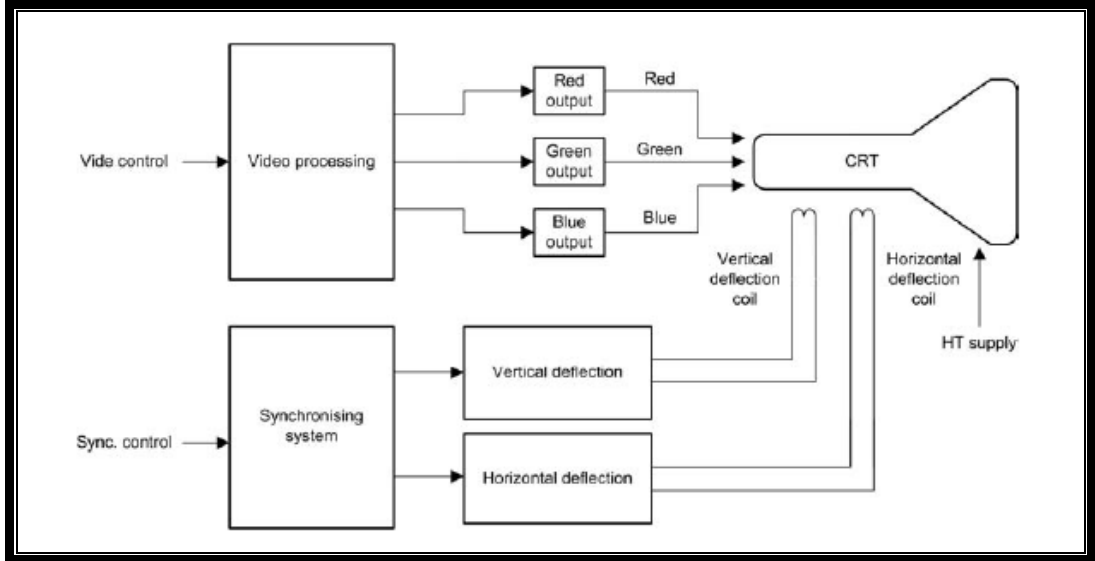 Red
output
Red
Vide control
Video processing
Green
output
Green
CRT
Blue
output
Blue
Vertical
deflection
coil
Horizontal
deflection
coil
HT supply
Sync. control
Synchronising
system
Vertical deflection
Horizontal deflection